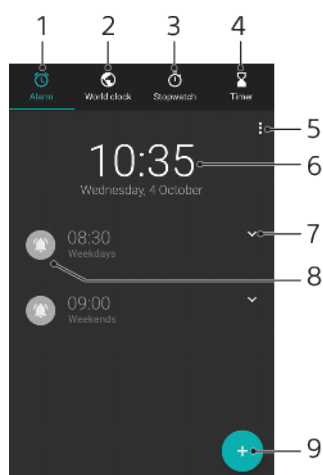 1 2 3 4
Alarm World clock Stopwatch Timer
5
10:35 6
Wednesday, 4 October
08:30 7
Weekdays
8
09:00
Weekends
+ 9